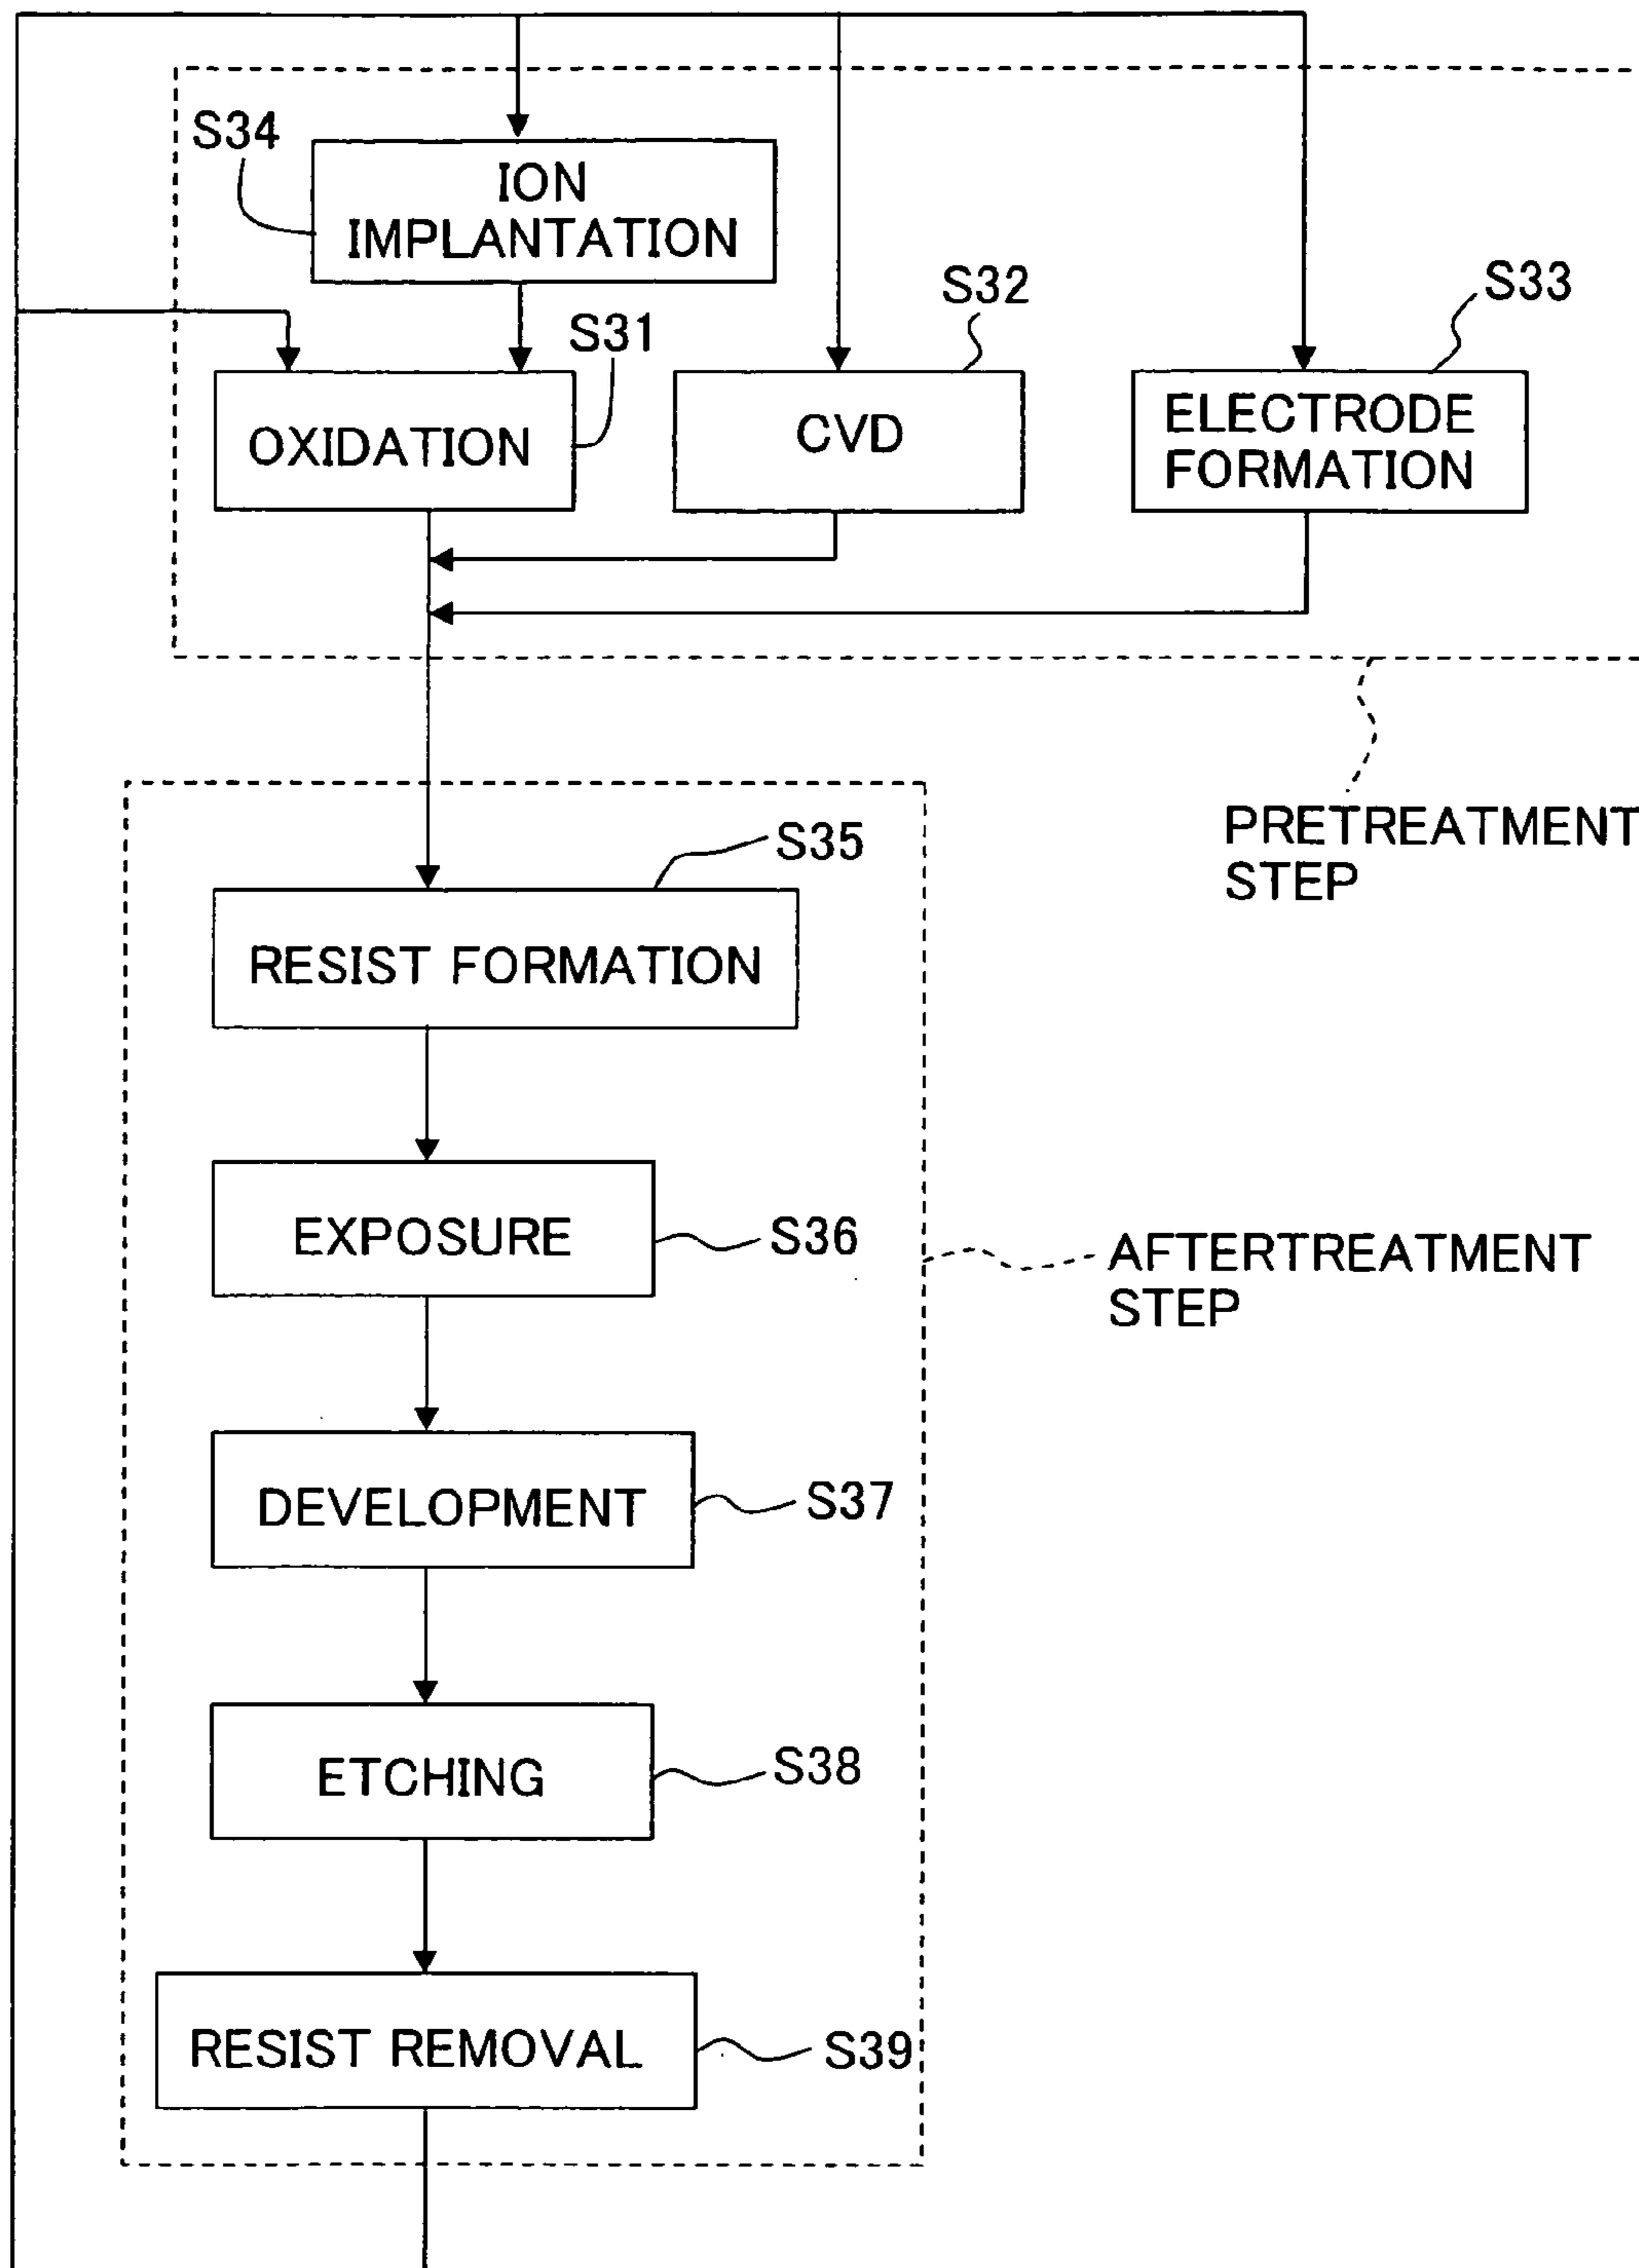 S34
ION
IMPLANTATION
S32
S33
S31
OXIDATION
CVD
ELECTRODE
FORMATION
PRETREATMENT
STEP
S35
RESIST FORMATION
EXPOSURE
S36
AFTERTREATMENT
STEP
DEVELOPMENT
S37
ETCHING
S38
RESIST REMOVAL
S39